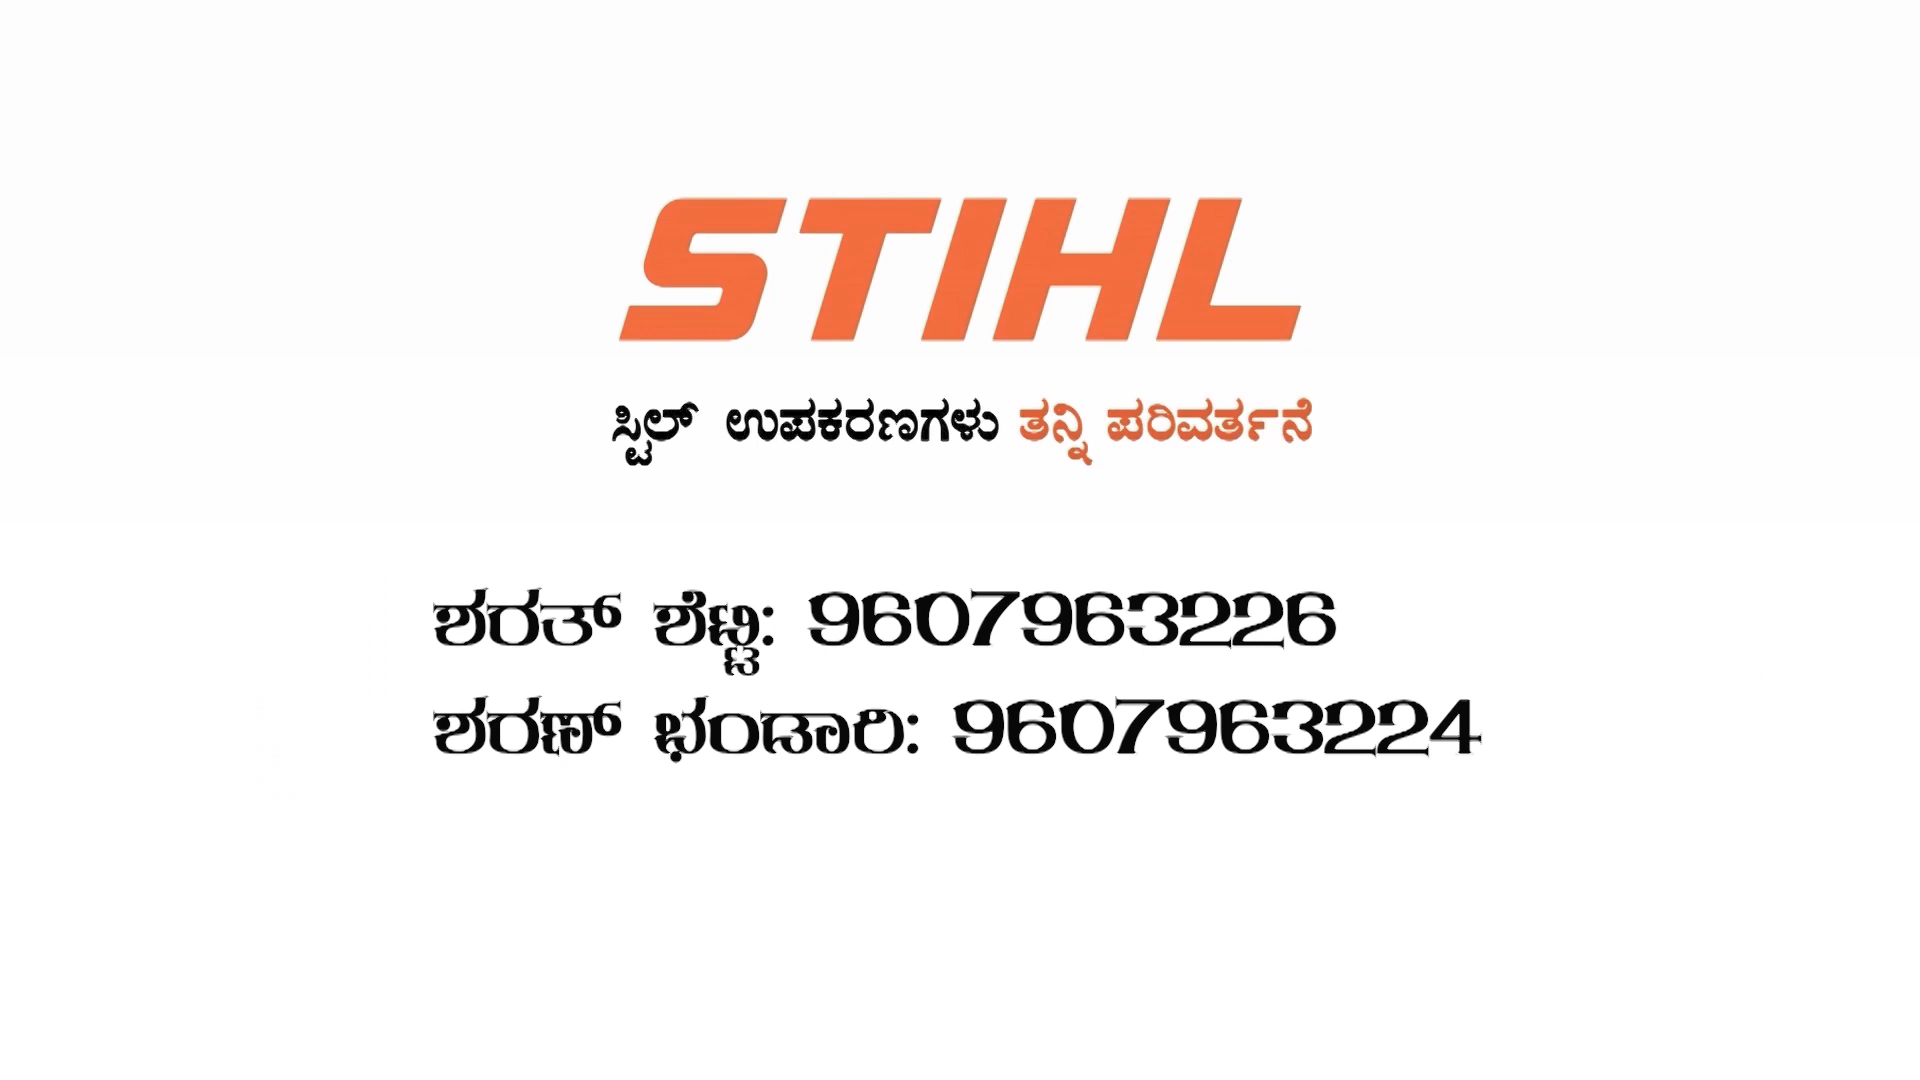 STIHL
ಸ್ಟಿಲ್ ಉಪಕರಣಗಳು ತನ್ನಿ ಪರಿವರ್ತನೆ
ಶರತ್ ಶೆಟ್ಟಿ: 9607963226
ಶರಣ್ ಭಂಡಾರಿ: 9607963224